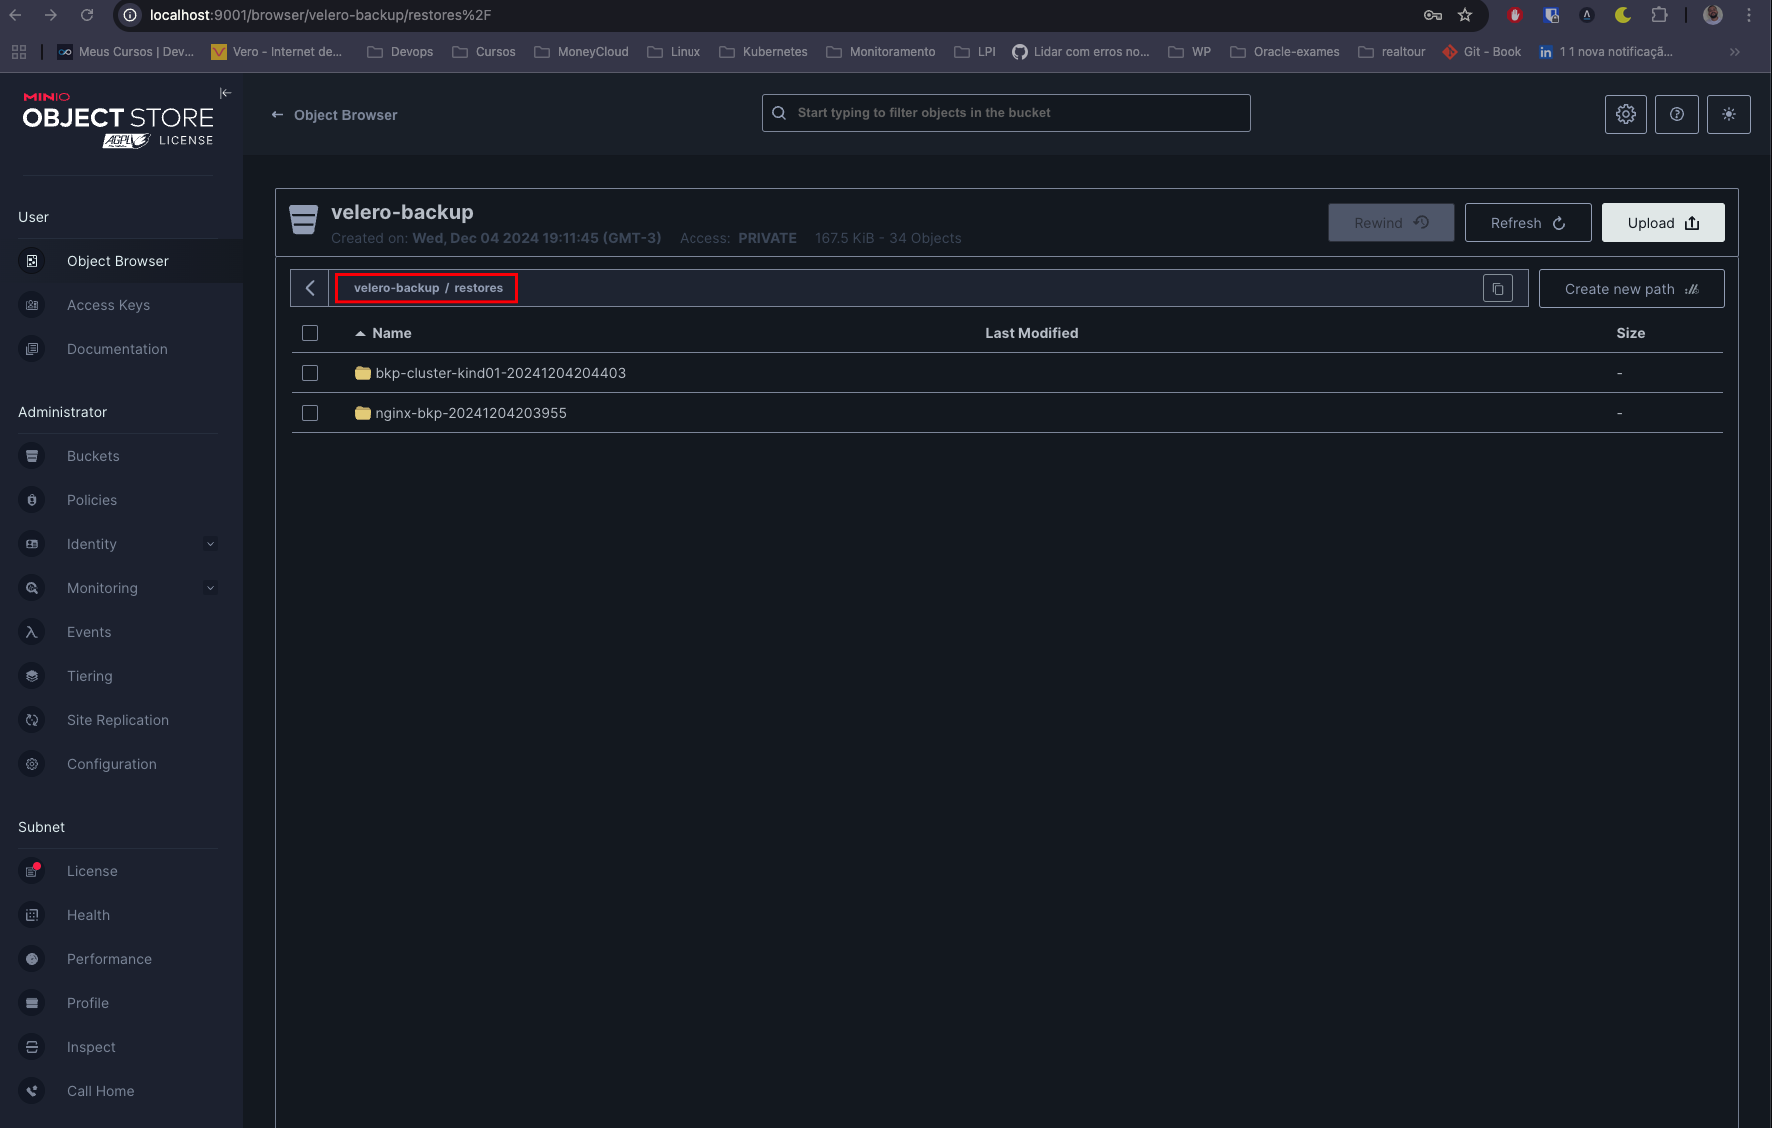 localhost:9001/browser/velero-backup/restores%2F
Meus Cursos | Dev...
Vero - Internet de...
Devops
Cursos
MoneyCloud
Linux
Kubernetes
Monitoramento
LPI
Lidar com erros no...
WP
Oracle-exames
realtour
Git - Book
1 1 nova notificaçã...
MINIO
OBJECT STORE
AGPLv3 LICENSE
Object Browser
Start typing to filter objects in the bucket
User
Object Browser
Access Keys
Documentation
Administrator
Buckets
Policies
Identity
Monitoring
Events
Tiering
Site Replication
Configuration
Subnet
License
Health
Performance
Profile
Inspect
Call Home
velero-backup
Created on: Wed, Dec 04 2024 19:11:45 (GMT-3) Access: PRIVATE 167.5 KiB - 34 Objects
Rewind
Refresh
Upload
velero-backup / restores
Create new path
Name Last Modified Size
bkp-cluster-kind01-20241204204403 -
nginx-bkp-20241204203955 -